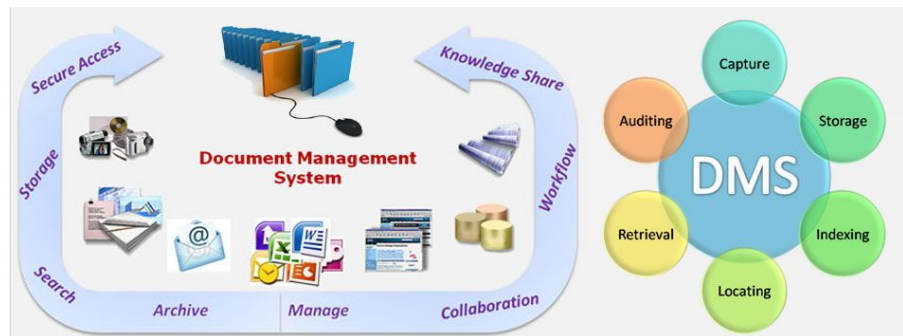 Secure Access
Storage
Search
Archive
Manage
Collaboration
Workflow
Knowledge Share
Document Management
System
@
DMS
Capture
Storage
Indexing
Locating
Retrieval
Auditing